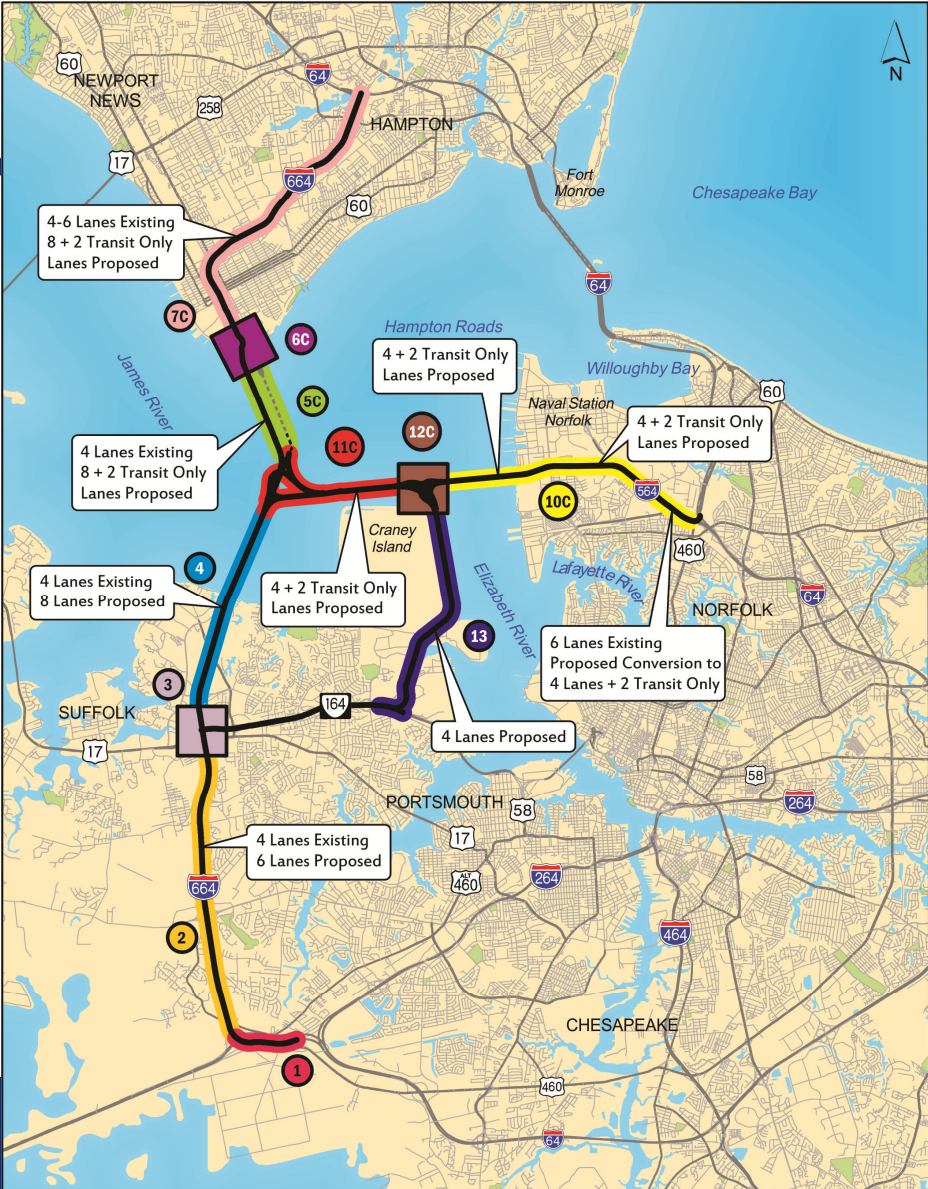 N
60
NEWPORT
NEWS
64
258
HAMPTON
17
664
60
Fort
Monroe
Chesapeake Bay
4-6 Lanes Existing
8 + 2 Transit Only
Lanes Proposed
64
7C
6C
Hampton Roads
James River
4 + 2 Transit Only
Lanes Proposed
Willoughby Bay
60
5C
Naval Station
Norfolk
4 + 2 Transit Only
Lanes Proposed
11C
12C
4 Lanes Existing
8 + 2 Transit Only
Lanes Proposed
564
10C
Craney
Island
460
4
4 Lanes Existing
8 Lanes Proposed
4 + 2 Transit Only
Lanes Proposed
Elizabeth River
Lafayette River
64
NORFOLK
13
6 Lanes Existing
Proposed Conversion to
4 Lanes + 2 Transit Only
3
SUFFOLK
164
17
4 Lanes Proposed
58
264
PORTSMOUTH
58
17
4 Lanes Existing
6 Lanes Proposed
ALT
460
264
664
2
464
CHESAPEAKE
1
460
64